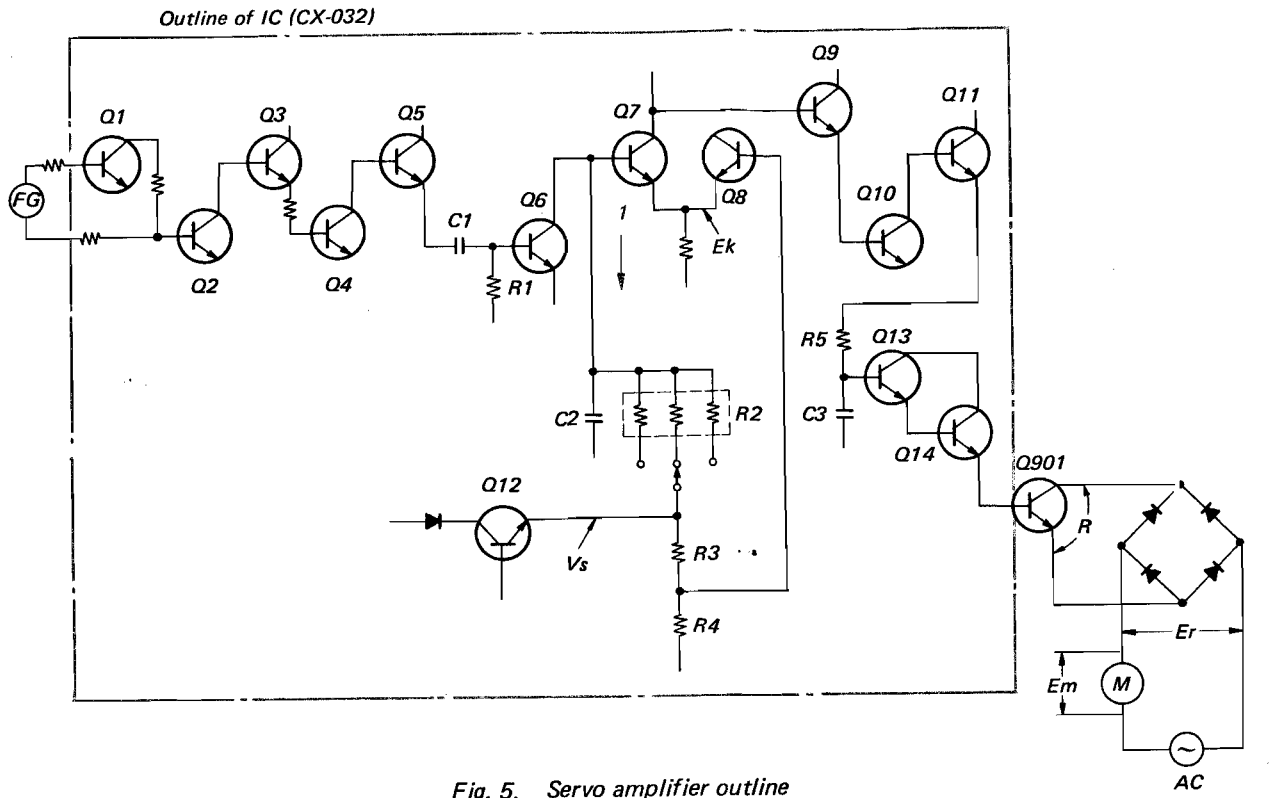 Outline of IC (CX-032)
Q9
Q11
Q1
Q3
Q5
Q7
Q6
Q8
Q10
FG
C1
1
Ek
Q2
Q4
R1
R5
Q13
C2
R2
C3
Q14
Q901
Q12
R
Vs
R3
R4
Er
Em
M
AC
Fig. 5. Servo amplifier outline